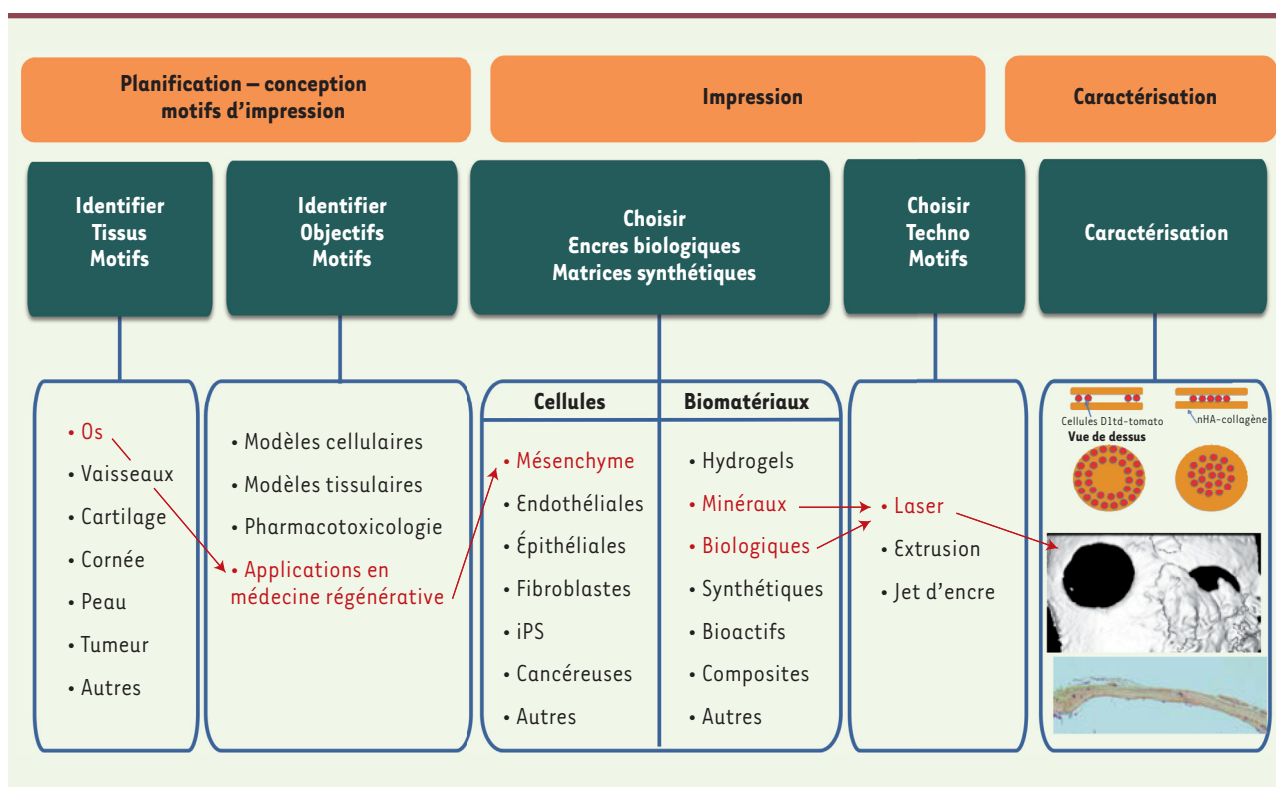 Planification – conception
motifs d’impression
Impression
Caractérisation
Identifier
Tissus
Motifs
Identifier
Objectifs
Motifs
Choisir
Encres biologiques
Matrices synthétiques
Choisir
Techno
Motifs
Caractérisation
• Os
• Vaisseaux
• Cartilage
• Cornée
• Peau
• Tumeur
• Autres
• Modèles cellulaires
• Modèles tissulaires
• Pharmacotoxicologie
• Applications en
médecine régénérative
Cellules
• Mésenchyme
• Endothéliales
• Épithéliales
• Fibroblastes
• iPS
• Cancéreuses
• Autres
Biomatériaux
• Hydrogels
• Minéraux
• Biologiques
• Synthétiques
• Bioactifs
• Composites
• Autres
• Laser
• Extrusion
• Jet d’encre
Cellules D1td-tomato
nHA-collagène
Vue de dessus